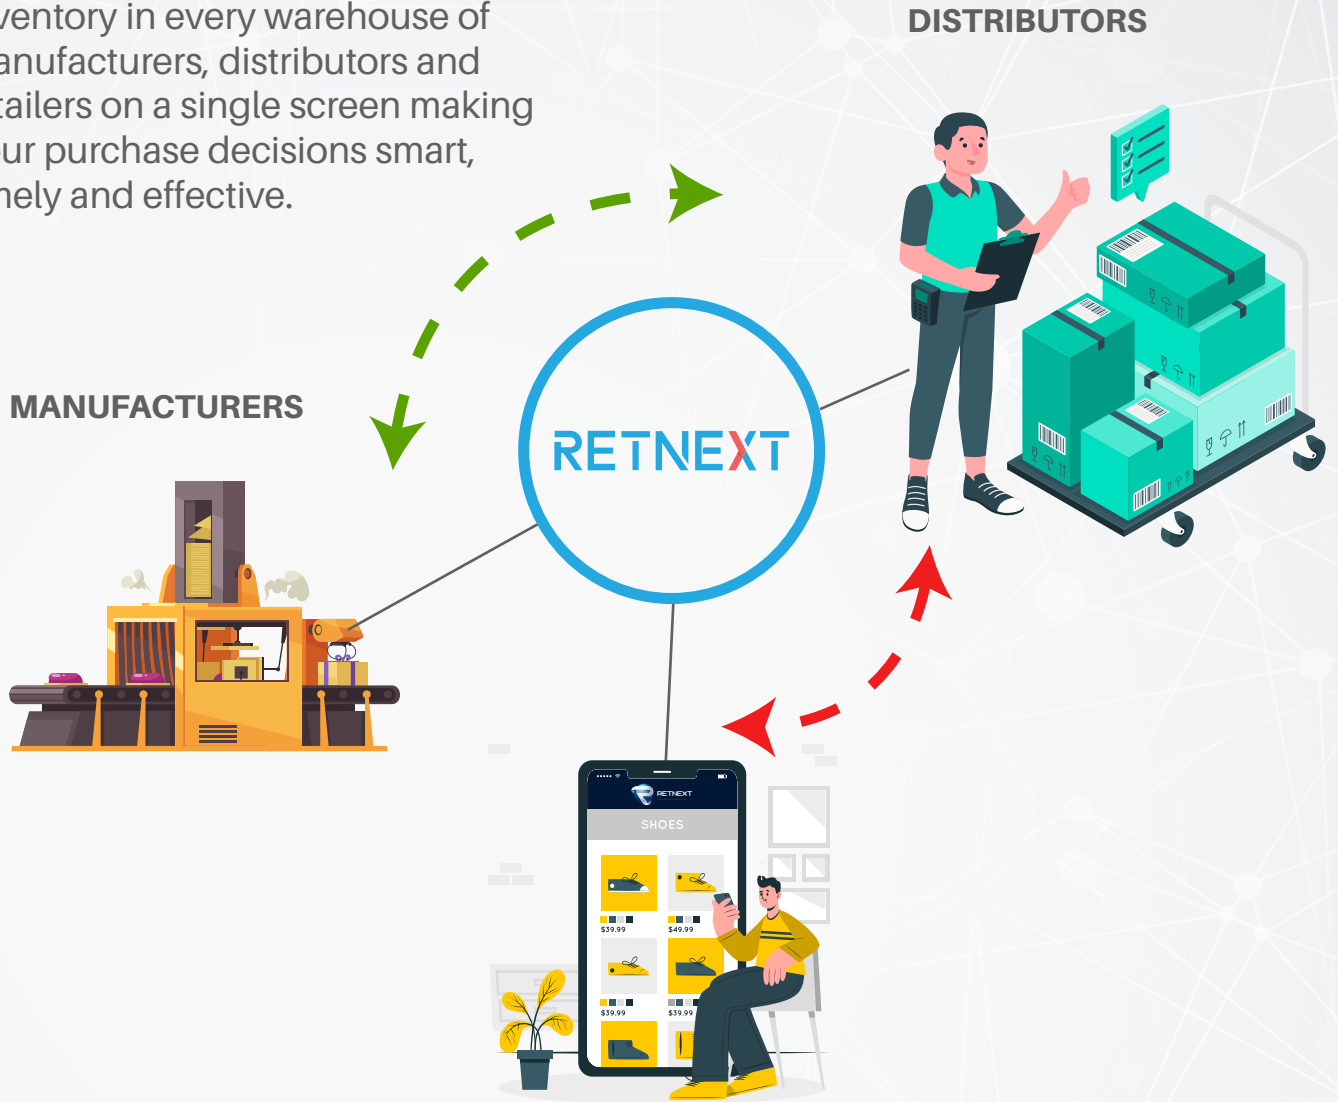 ventory in every warehouse of
anufacturers, distributors and
tailers on a single screen making
ur purchase decisions smart,
nely and effective.
DISTRIBUTORS
MANUFACTURERS
RETNEXT
RETNEXT
SHOES
$39.99
$49.99
$39.99
$39.99